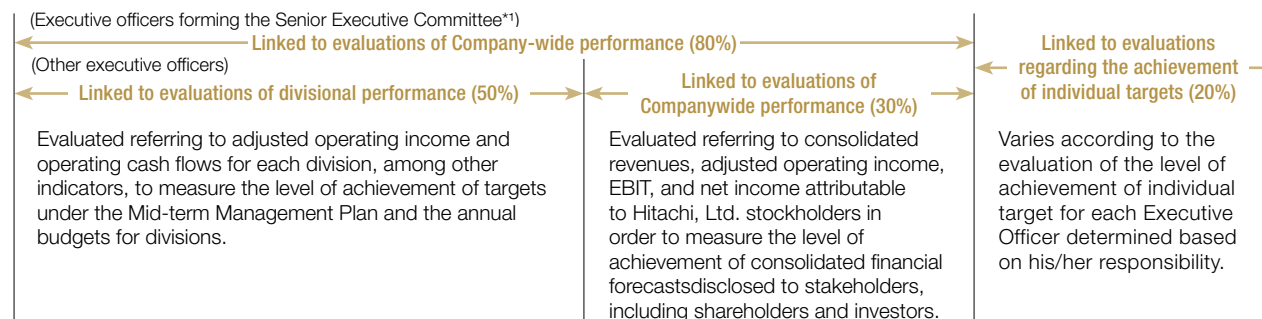 (Executive officers forming the Senior Executive Committee*1)
Linked to evaluations of Company-wide performance (80%)
(Other executive officers)
Linked to evaluations of divisional performance (50%)
Evaluated referring to adjusted operating income and
operating cash flows for each division, among other
indicators, to measure the level of achievement of targets
under the Mid-term Management Plan and the annual
budgets for divisions.
Linked to evaluations of
Companywide performance (30%)
Evaluated referring to consolidated
revenues, adjusted operating income,
EBIT, and net income attributable
to Hitachi, Ltd. stockholders in
order to measure the level of
achievement of consolidated financial
forecastsdisclosed to stakeholders,
including shareholders and investors.
Linked to evaluations
regarding the achievement
of individual targets (20%)
Varies according to the
evaluation of the level of
achievement of individual
target for each Executive
Officer determined based
on his/her responsibility.